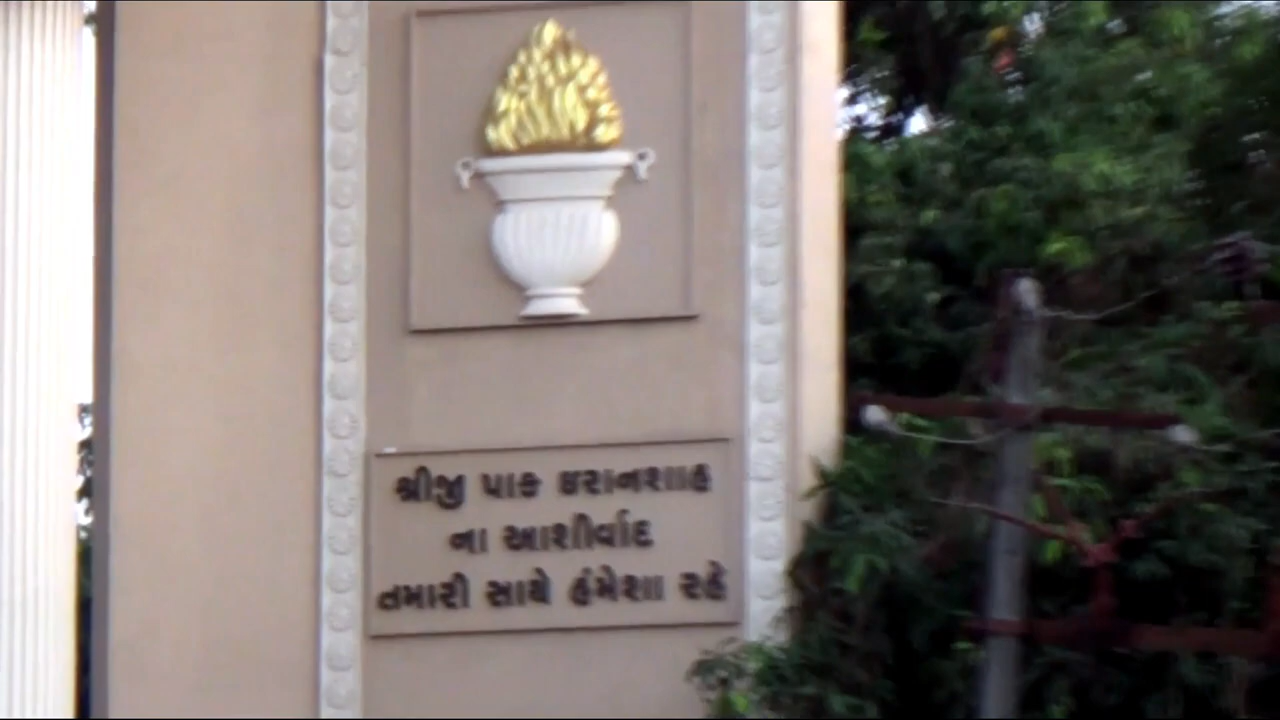 શ્રીજી પાક ઇરાનશાહ
ના આશીર્વાદ
તમારી સાથે હંમેશા રહે